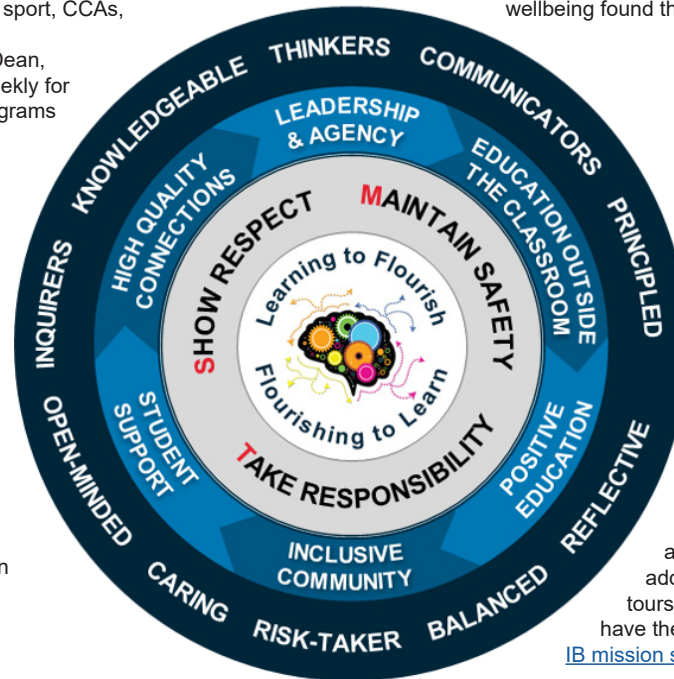 sport, CCAs,
wellbeing found th
Dean,
ekly for
grams
KNOWLEDGEABLE
THINKERS
COMMUNICATORS
PRINCIPLED
REFLECTIVE
BALANCED
RISK-TAKER
CARING
OPEN-MINDED
INQUIRERS
LEADERSHIP
& AGENCY
EDUCATION OUTSIDE
THE CLASSROOM
POSITIVE
EDUCATION
INCLUSIVE
COMMUNITY
STUDENT
SUPPORT
HIGH QUALITY
CONNECTIONS
SHOW RESPECT
MAINTAIN SAFETY
TAKE RESPONSIBILITY
Learning to Flourish
Flourishing to Learn
n
a
add
tours
have the
IB mission s